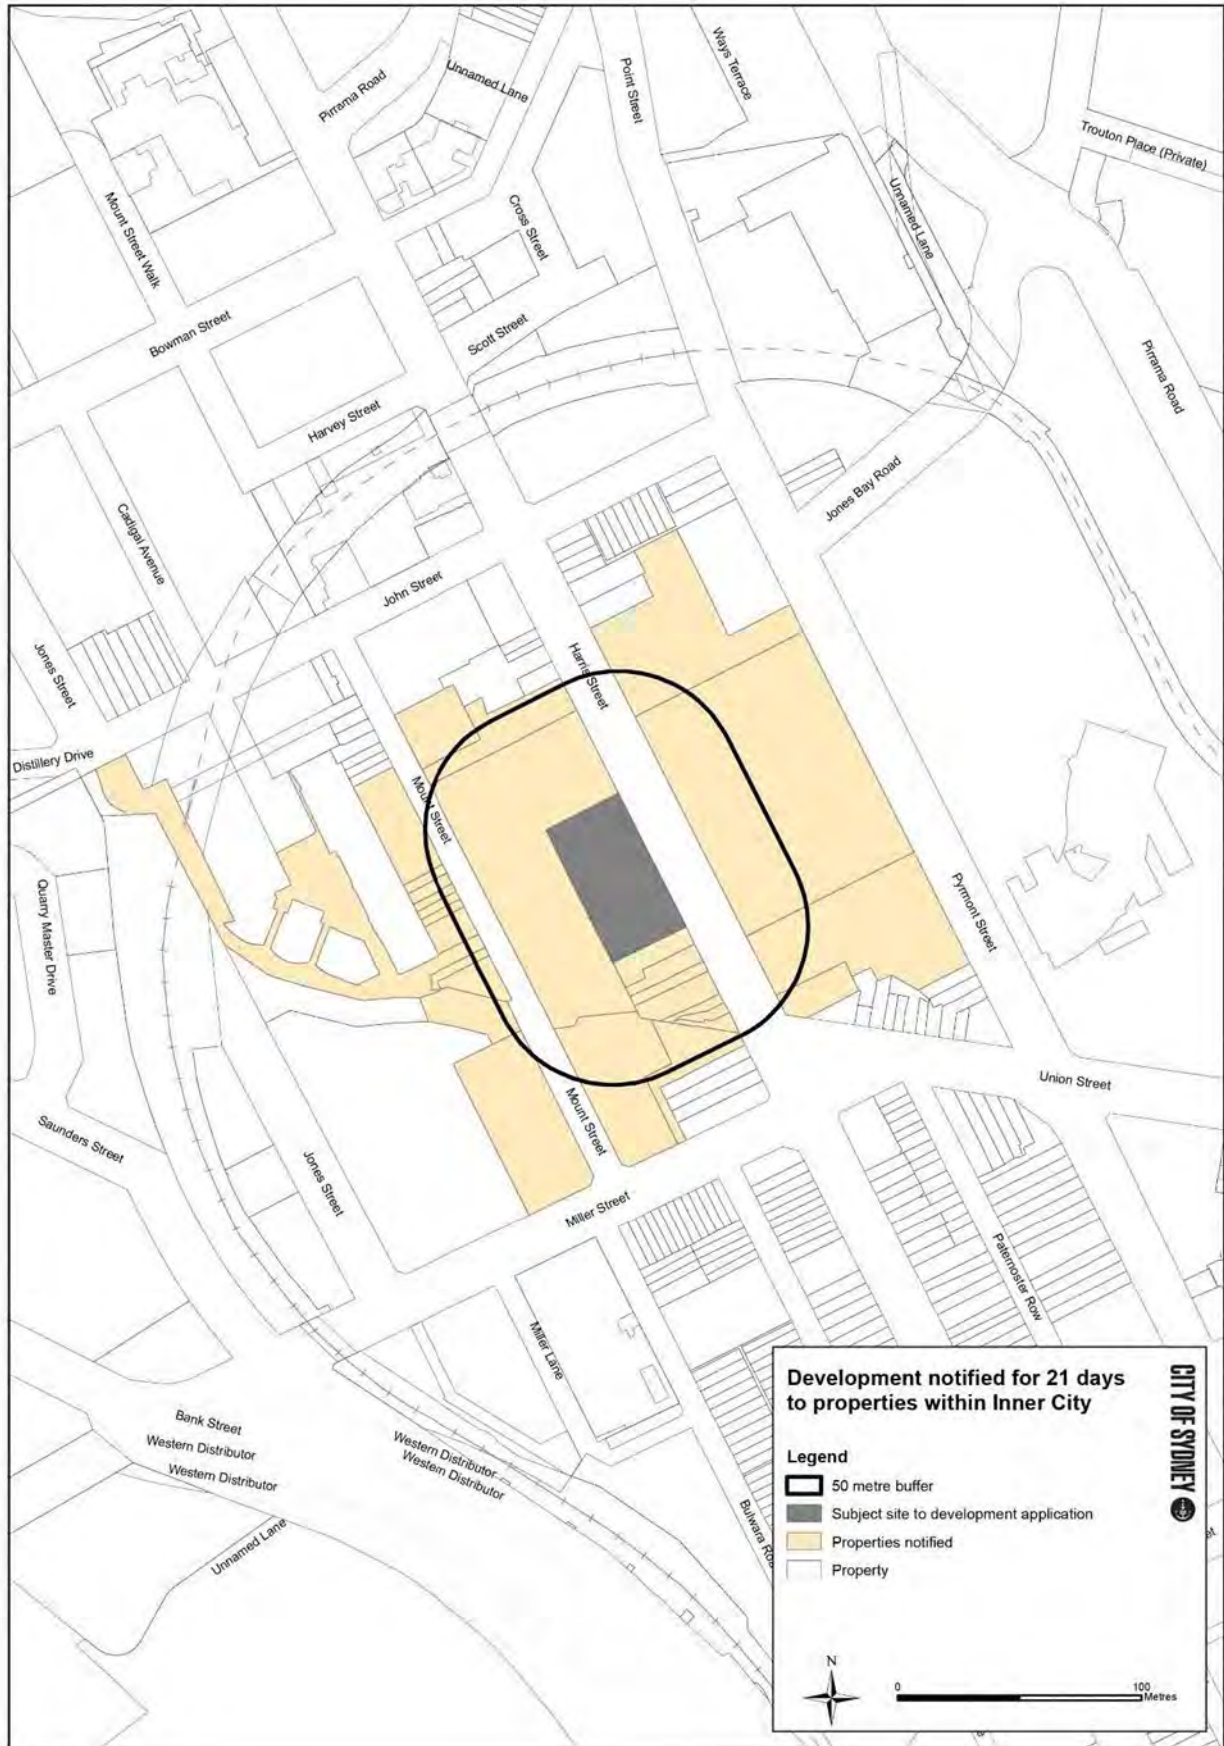 Pirrama Road
Unnamed Lane
Point Street
Ways Terrace
Trouton Place (Private)
Mount Street Walk
Cross Street
Unnamed Lane
Bowman Street
Scott Street
Pirrama Road
Harvey Street
Jones Bay Road
Cadigal Avenue
John Street
Jones Street
Harris Street
Distillery Drive
Mount Street
Quarry Master Drive
Pyrmont Street
Union Street
Saunders Street
Mount Street
Jones Street
Miller Street
Paternoster Row
Miller Lane
Bank Street
Western Distributor
Western Distributor
Western Distributor
Western Distributor
Unnamed Lane
Bulwara
Development notified for 21 days
to properties within Inner City
CITY OF SYDNEY
Legend
50 metre buffer
Subject site to development application
Properties notified
Property
N
0 100
Metres